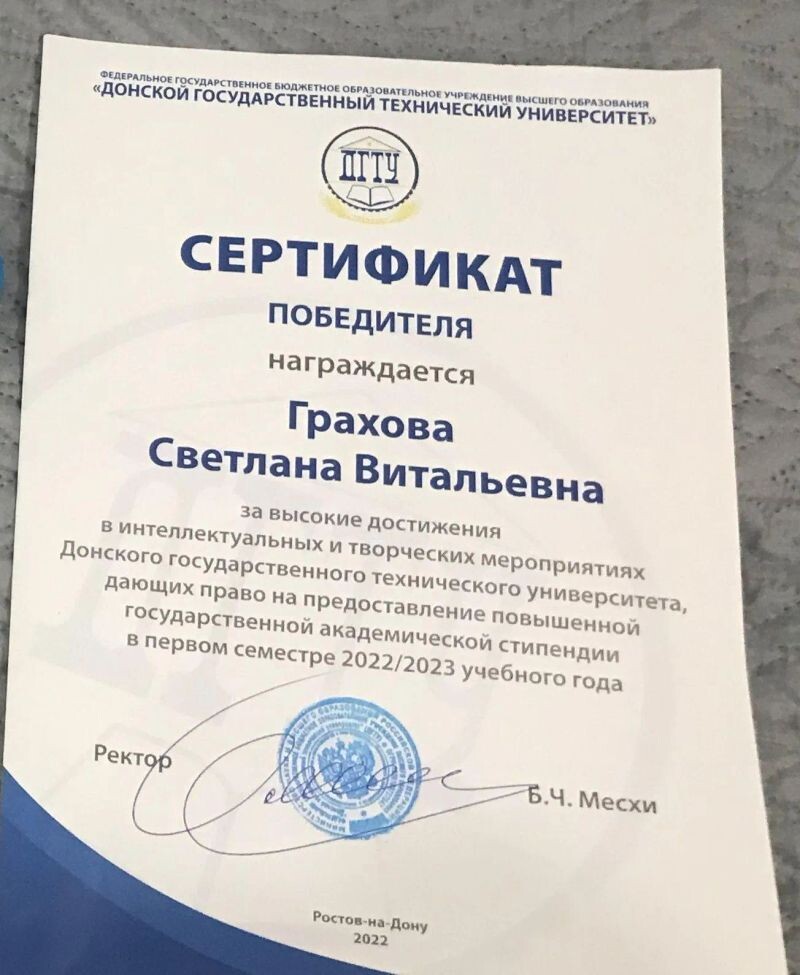 ФЕДЕРАЛЬНОЕ ГОСУДАРСТВЕННОЕ БЮДЖЕТНОЕ ОБРАЗОВАТЕЛЬНОЕ УЧРЕЖДЕНИЕ ВЫСШЕГО ОБРАЗОВАНИЯ
«ДОНСКОЙ ГОСУДАРСТВЕННЫЙ ТЕХНИЧЕСКИЙ УНИВЕРСИТЕТ»
ДГТУ
СЕРТИФИКАТ
ПОБЕДИТЕЛЯ
награждается
Грахова
Светлана Витальевна
за высокие достижения
в интеллектуальных и творческих мероприятиях
Донского государственного технического университета,
дающих право на предоставление повышенной
государственной академической стипендии
в первом семестре 2022/2023 учебного года
Ректор
Б.Ч. Месхи
Ростов-на-Дону
2022